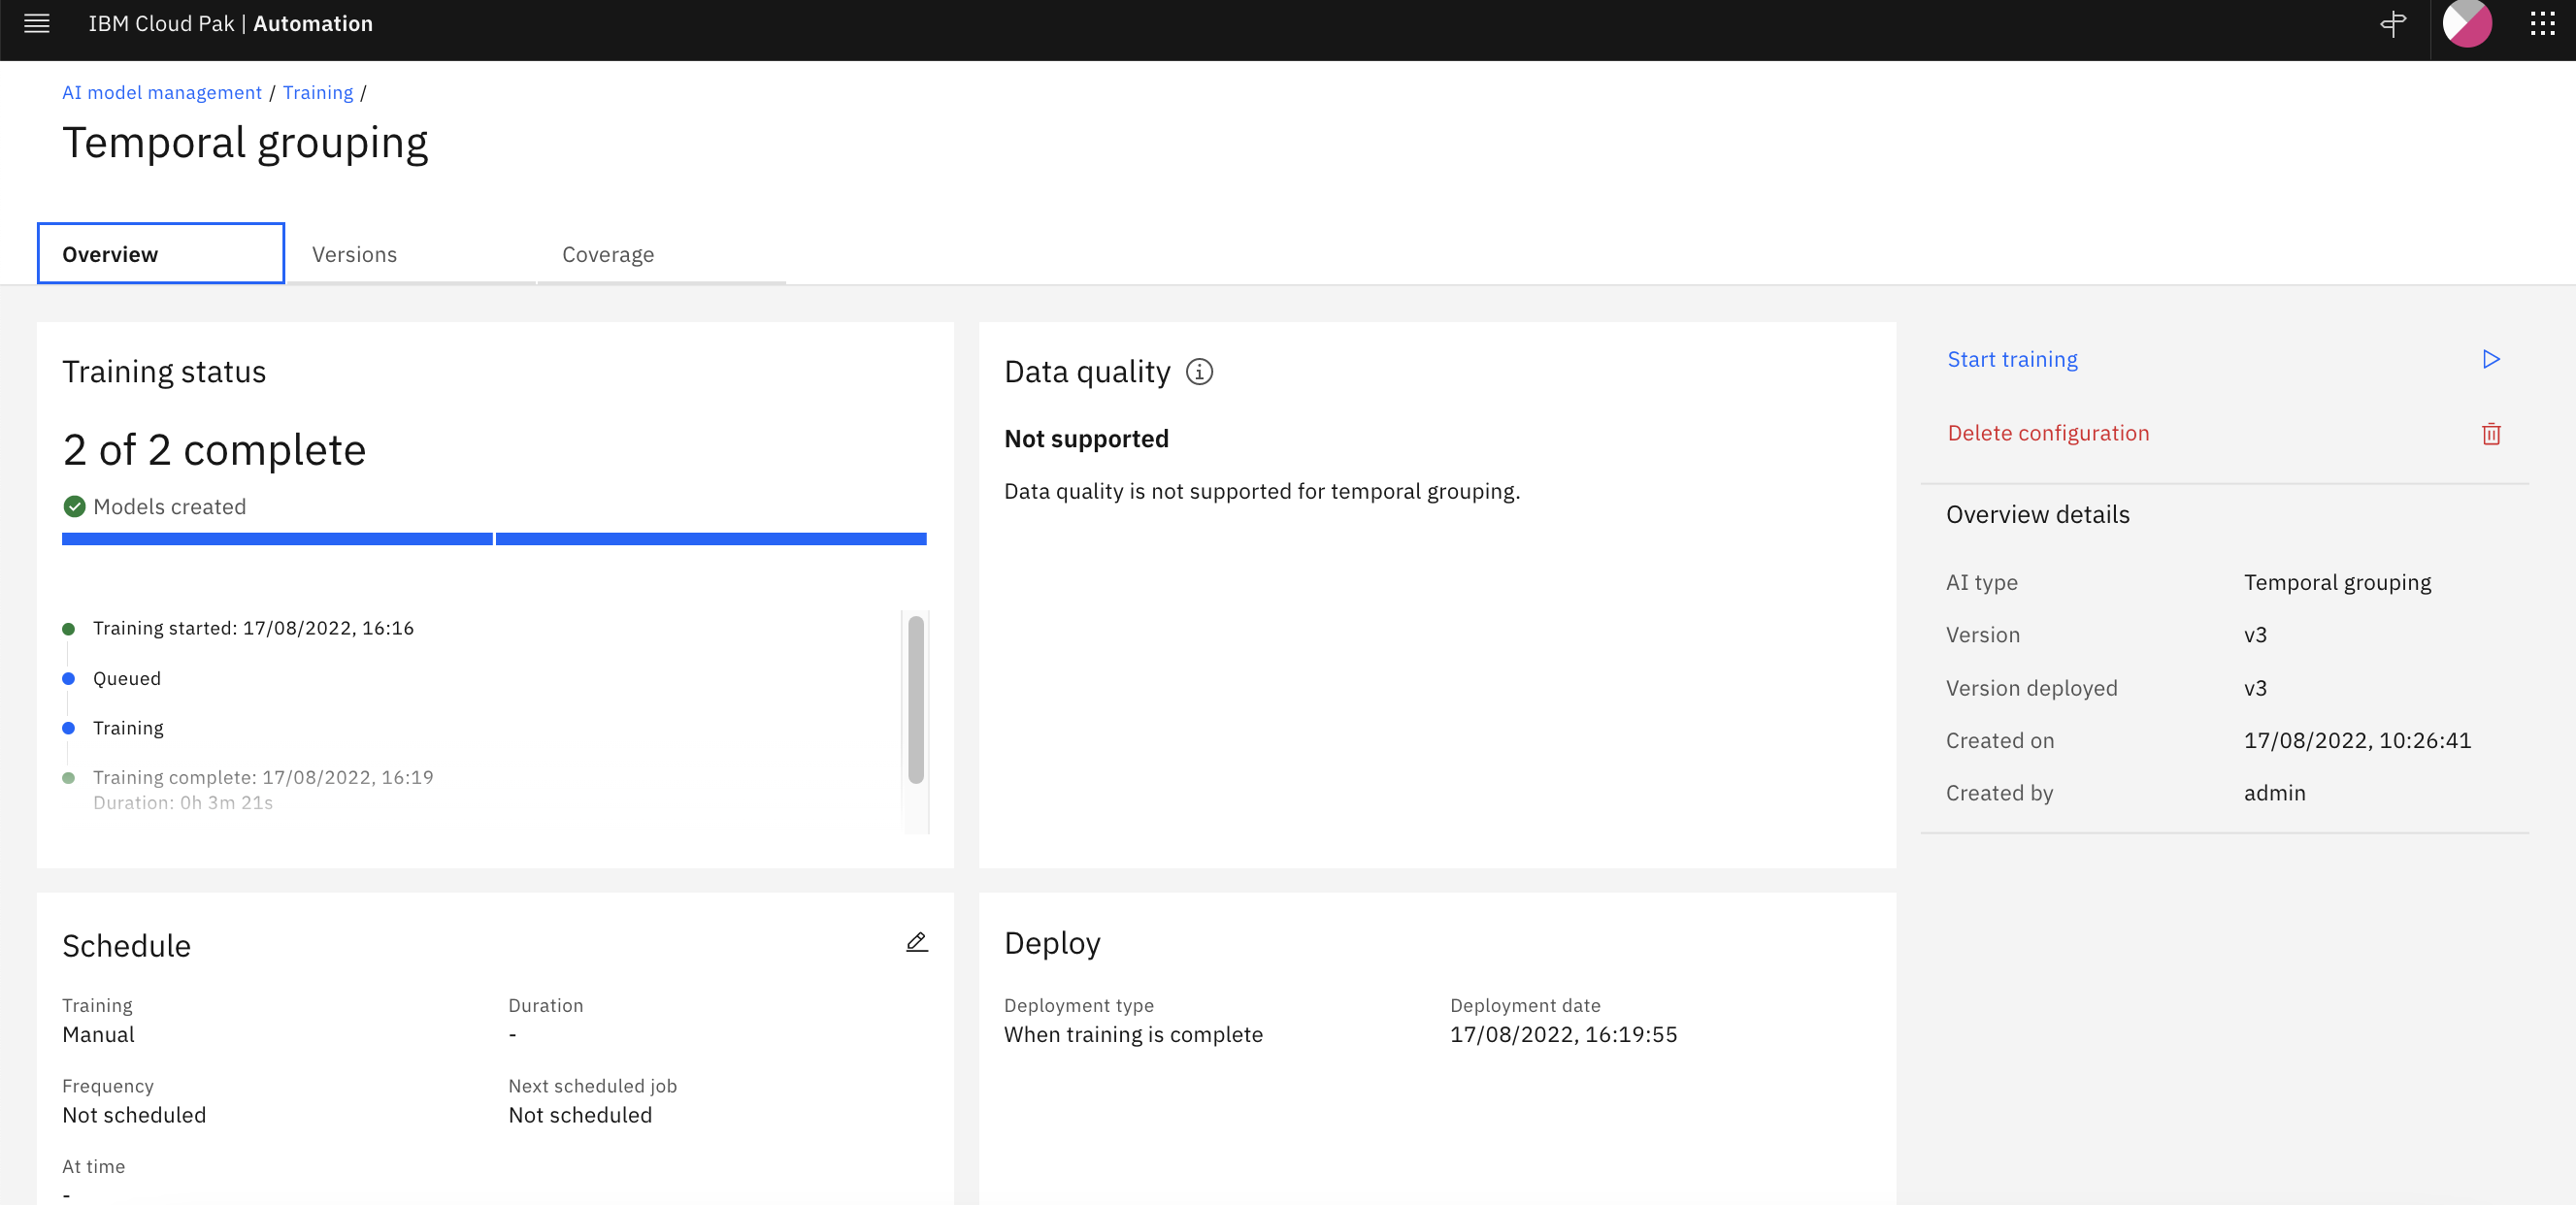 IBM Cloud Pak | Automation
AI model management / Training /
Temporal grouping
Overview
Versions
Coverage
Training status
2 of 2 complete
Models created
Training started: 17/08/2022, 16:16
Queued
Training
Training complete: 17/08/2022, 16:19
Duration: 0h 3m 21s
Data quality
Not supported
Data quality is not supported for temporal grouping.
Start training
Delete configuration
Overview details
AI type Temporal grouping
Version v3
Version deployed v3
Created on 17/08/2022, 10:26:41
Created by admin
Schedule
Training
Manual
Duration
-
Frequency
Not scheduled
Next scheduled job
Not scheduled
At time
-
Deploy
Deployment type
When training is complete
Deployment date
17/08/2022, 16:19:55